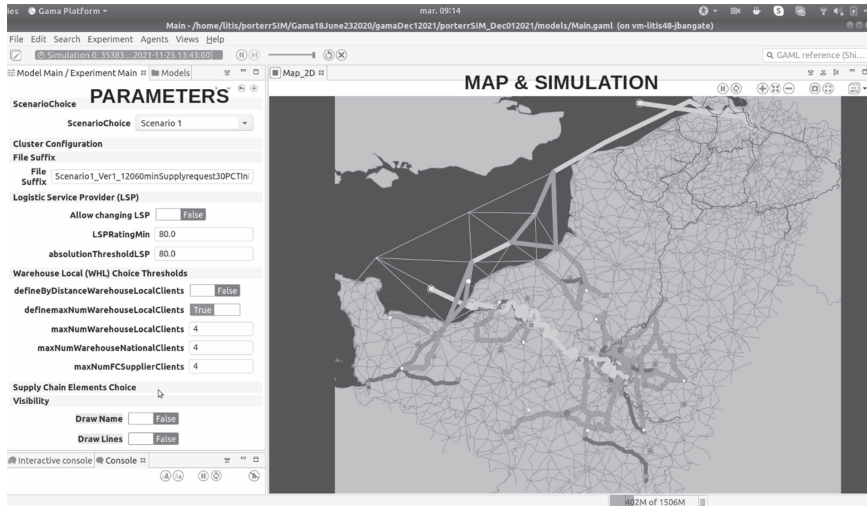 ies Gama Platform mar. 09:14
Main - /home/litis/porterrSIM/Gama18June232020/gamaDec12021/porterrSIM_Dec012021/models/Main.gaml (on vm-litis48-jbangate)
File Edit Search Experiment Agents Views Help
Simulation 0: 35383 ...2021-11-25 13:43:00
GAML reference (Shi...
Model Main / Experiment Main Models
Map_2D
PARAMETERS
MAP & SIMULATION
ScenarioChoice
ScenarioChoice Scenario 1
Cluster Configuration
File Suffix
File Suffix Scenario1_Ver1_12060minSupplyrequest30PCTIni
Logistic Service Provider (LSP)
Allow changing LSP False
LSPRatingMin 80.0
absolutionThresholdLSP 80.0
Warehouse Local (WHL) Choice Thresholds
defineByDistanceWarehouseLocalClients False
definemaxNumWarehouseLocalClients True
maxNumWarehouseLocalClients 4
maxNumWarehouseNationalClients 4
maxNumFCSupplierClients 4
Supply Chain Elements Choice
Visibility
Draw Name False
Draw Lines False
Interactive console Console
402M of 1506M